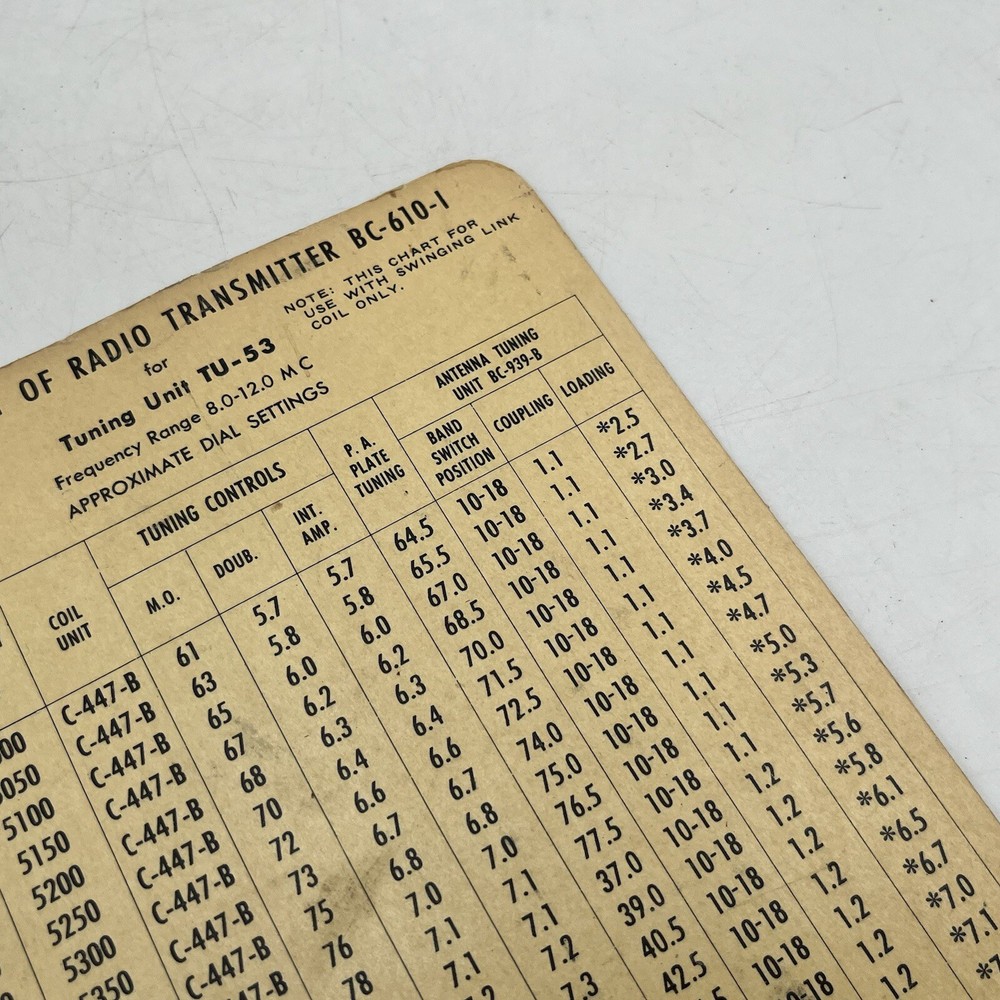 OF RADIO TRANSMITTER BC-610-I
for
Tuning Unit TU-53
Frequency Range 8.0-12.0 MC
APPROXIMATE DIAL SETTINGS
NOTE: THIS CHART FOR
USE WITH SWINGING LINK
COIL ONLY.
COIL
UNIT
TUNING CONTROLS
M.O.
DOUB.
INT.
AMP.
P. A.
PLATE
TUNING
ANTENNA TUNING
UNIT BC-939-B
BAND
SWITCH
POSITION
COUPLING
LOADING
C-447-B 61 5.7 5.7 64.5 10-18 1.1 *2.5
C-447-B 63 5.8 5.8 65.5 10-18 1.1 *2.7
5100 C-447-B 65 6.0 6.0 67.0 10-18 1.1 *3.0
5150 C-447-B 67 6.2 6.2 68.5 10-18 1.1 *3.4
5200 C-447-B 68 6.3 6.3 70.0 10-18 1.1 *3.7
5250 C-447-B 70 6.4 6.4 71.5 10-18 1.1 *4.0
5300 C-447-B 72 6.6 6.6 72.5 10-18 1.1 *4.5
5350 C-447-B 73 6.7 6.7 74.0 10-18 1.1 *4.7
C-447-B 75 6.8 6.8 75.0 10-18 1.1 *5.0
C-447-B 76 7.0 7.0 76.5 10-18 1.1 *5.3
78 7.1 7.1 77.5 10-18 1.1 *5.7
7.1 7.1 37.0 10-18 1.2 *5.6
7.2 39.0 10-18 1.2 *5.8
7.3 40.5 10-18 1.2 *6.1
42.5 10-18 1.2 *6.5
10-18 1.2 *6.7
1.2 *7.0
1.2 *7.1